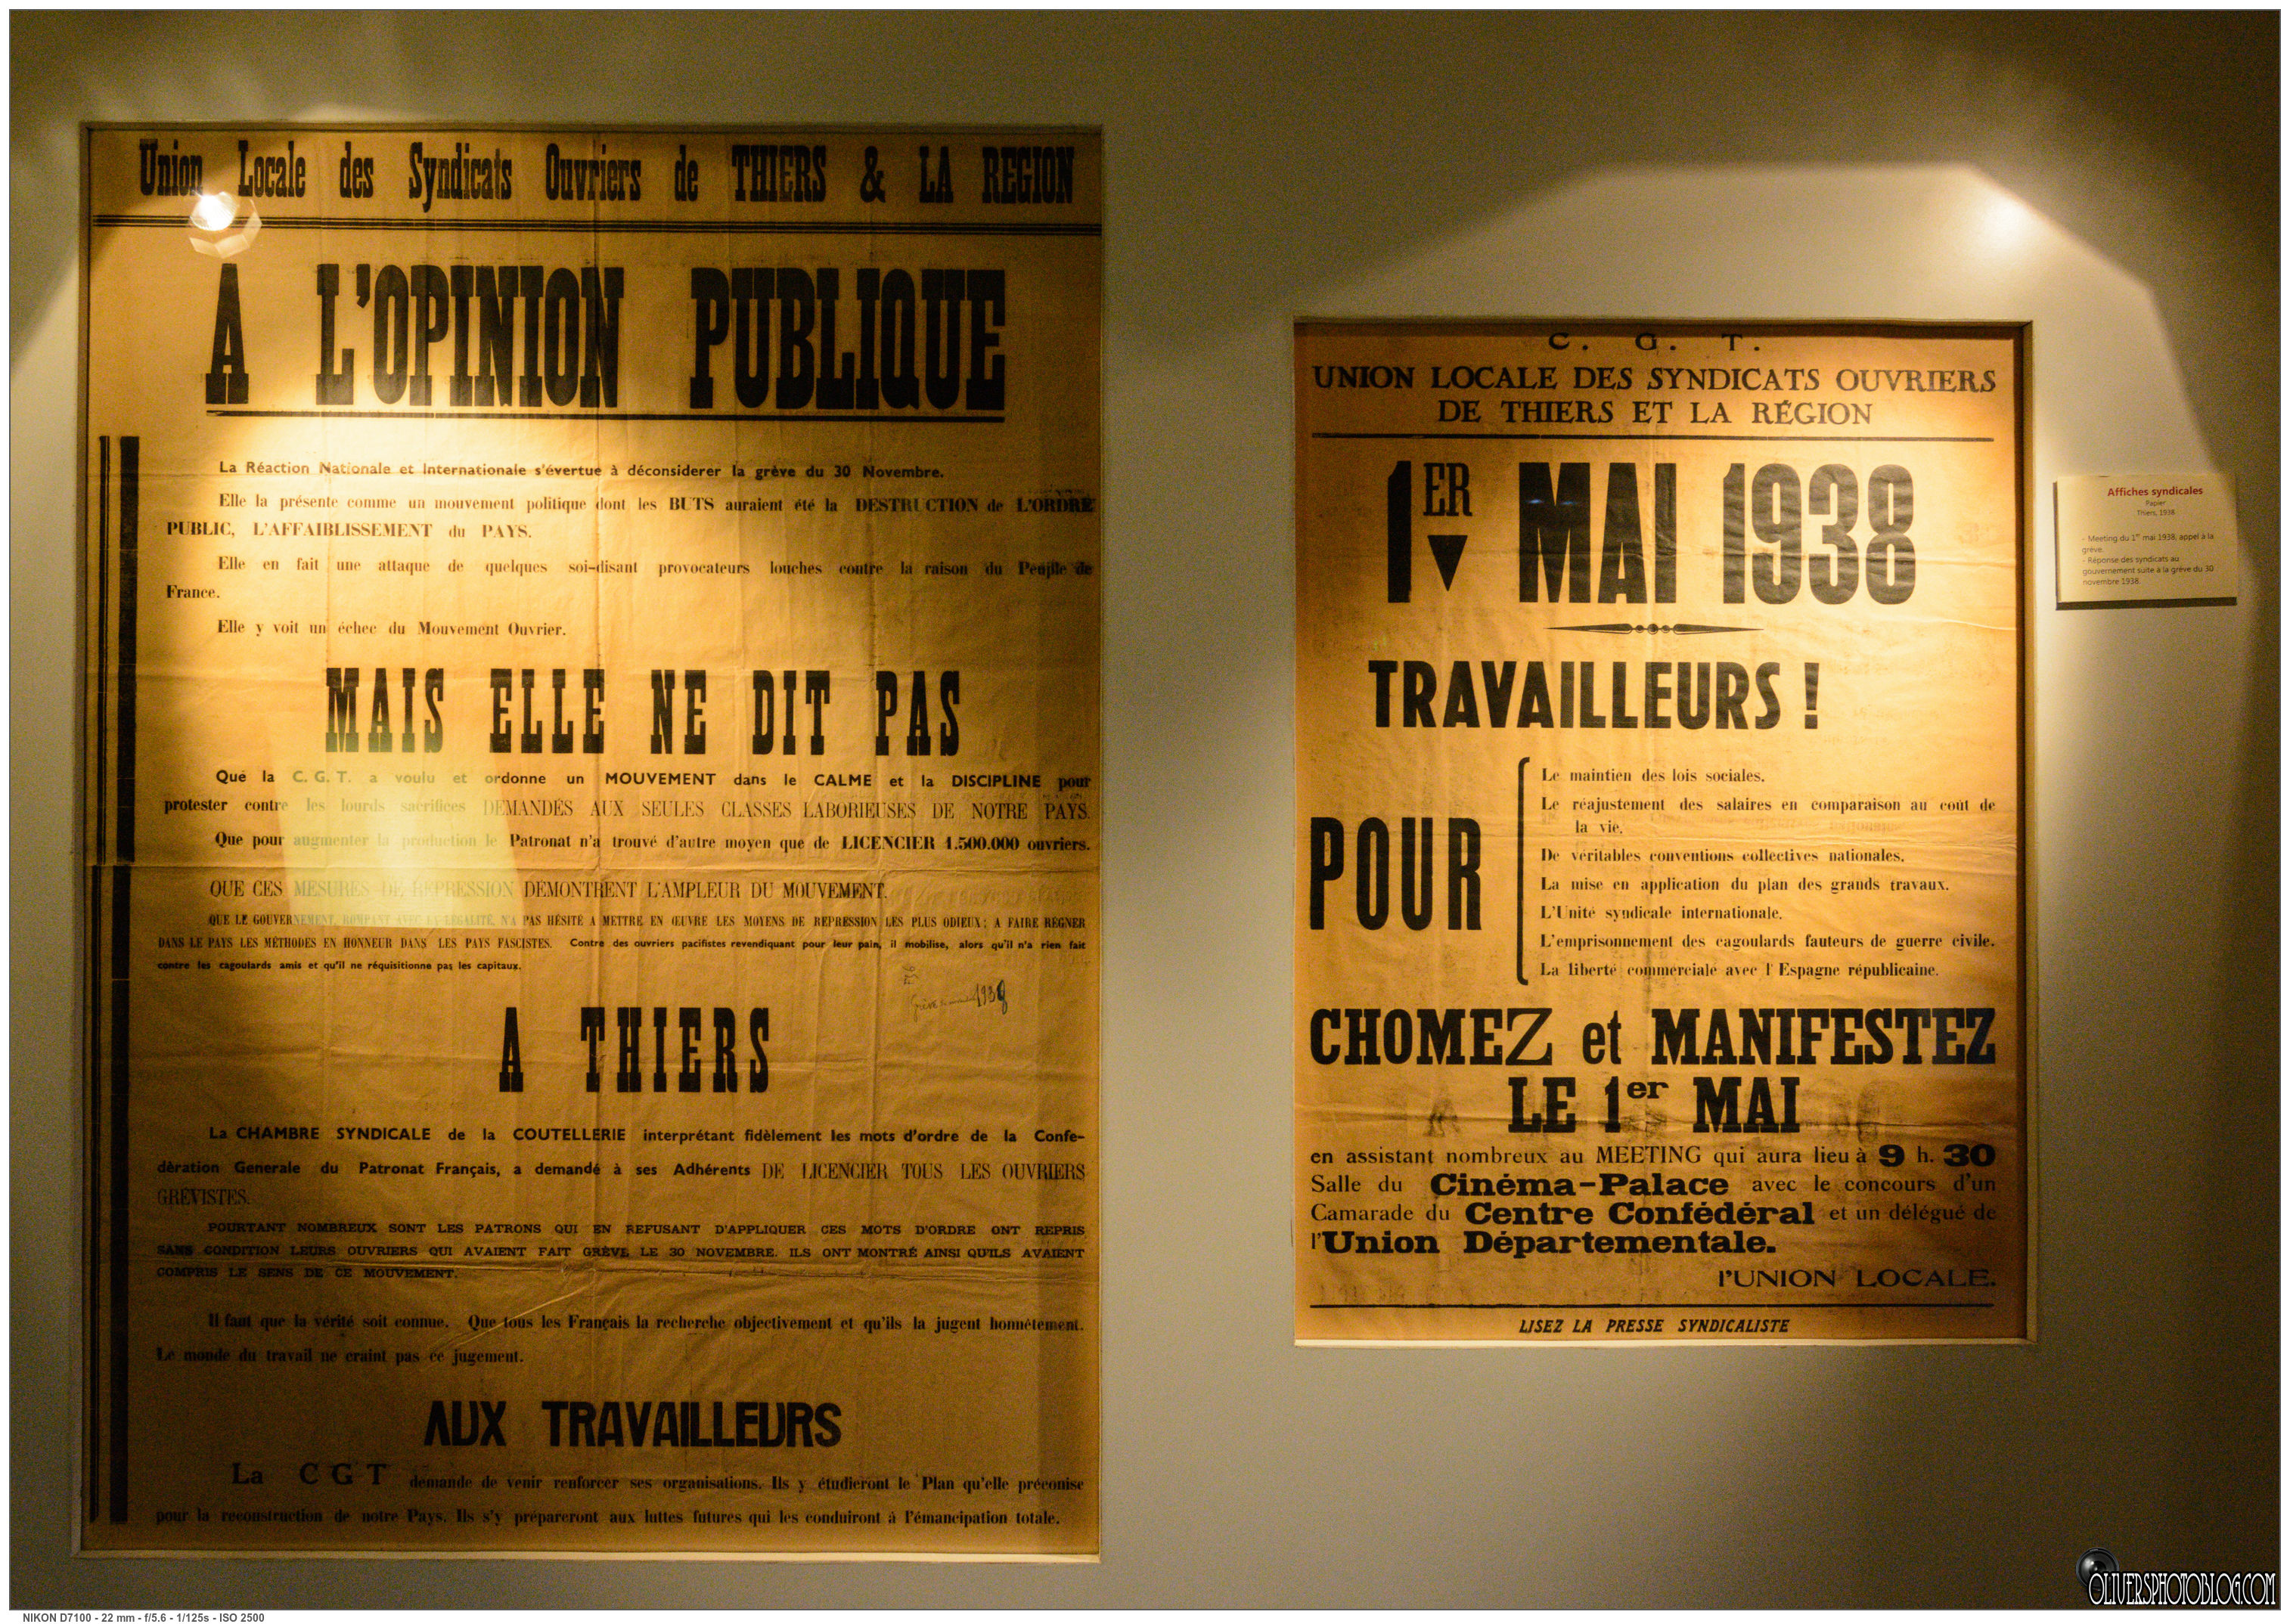 Union Locale des Syndicats Ouvriers de THIERS & LA REGION
A L'OPINION PUBLIQUE
La Réaction Nationale et Internationale s'évertue à déconsiderer la grève du 30 Novembre.
Elle la présente comme un mouvement politique dont les BUTS auraient été la DESTRUCTION de L'ORDRE
PUBLIC, L'AFFAIBLISSEMENT du PAYS.
Elle en fait une attaque de quelques soi-disant provocateurs louches contre la raison du Peuple de
France.
Elle y voit un échec du Mouvement Ouvrier.
MAIS ELLE NE DIT PAS
Que la C. G. T. a voulu et ordonne un MOUVEMENT dans le CALME et la DISCIPLINE pour
protester contre les lourds sacrifices DEMANDÉS AUX SEULES CLASSES LABORIEUSES DE NOTRE PAYS.
Que pour augmenter la production le Patronat n'a trouvé d'autre moyen que de LICENCIER 1.500.000 ouvriers.
QUE CES MESURES DE REPRESSION DÉMONTRENT L'AMPLEUR DU MOUVEMENT.
QUE LE GOUVERNEMENT, ROMPANT AVEC LA LÉGALITÉ, N'A PAS HÉSITÉ A METTRE EN ŒUVRE LES MOYENS DE REPRESSION LES PLUS ODIEUX ; A FAIRE RÉGNER
DANS LE PAYS LES MÉTHODES EN HONNEUR DANS LES PAYS FASCISTES. Contre des ouvriers pacifistes revendiquant pour leur pain, il mobilise, alors qu'il n'a rien fait
contre les cagoulards amis et qu'il ne réquisitionne pas les capitaux.
Grève 1938
A THIERS
La CHAMBRE SYNDICALE de la COUTELLERIE interprétant fidèlement les mots d'ordre de la Confe-
dèration Generale du Patronat Français, a demandé à ses Adhérents DE LICENCIER TOUS LES OUVRIERS
GRÉVISTES.
POURTANT NOMBREUX SONT LES PATRONS QUI EN REFUSANT D'APPLIQUER CES MOTS D'ORDRE ONT REPRIS
SANS CONDITION LEURS OUVRIERS QUI AVAIENT FAIT GRÈVE LE 30 NOVEMBRE. ILS ONT MONTRÉ AINSI QU'ILS AVAIENT
COMPRIS LE SENS DE CE MOUVEMENT.
Il faut que la vérité soit connue. Que tous les Français la recherche objectivement et qu'ils la jugent honnêtement.
Le monde du travail ne craint pas ce jugement.
AUX TRAVAILLEURS
La CGT demande de venir renforcer ses organisations. Ils y étudieront le Plan qu'elle préconise
pour la reconstruction de notre Pays. Ils s'y prépareront aux luttes futures qui les conduiront à l'émancipation totale.
C. G. T.
UNION LOCALE DES SYNDICATS OUVRIERS
DE THIERS ET LA RÉGION
1ER MAI 1938
TRAVAILLEURS !
POUR
Le maintien des lois sociales.
Le réajustement des salaires en comparaison au coût de
la vie.
De véritables conventions collectives nationales.
La mise en application du plan des grands travaux.
L'Unité syndicale internationale.
L'emprisonnement des cagoulards fauteurs de guerre civile.
La liberté commerciale avec l'Espagne républicaine.
CHOMEZ et MANIFESTEZ
LE 1er MAI
en assistant nombreux au MEETING qui aura lieu à 9 h. 30
Salle du Cinéma-Palace avec le concours d'un
Camarade du Centre Confédéral et un délégué de
l'Union Départementale.
l'UNION LOCALE.
LISEZ LA PRESSE SYNDICALISTE
Affiches syndicales
Papier
Thiers, 1938
- Meeting du 1er mai 1938, appel à la
grève.
- Réponse des syndicats au
gouvernement suite à la grève du 30
novembre 1938.
OLIVERSPHOTOBLOG.COM
NIKON D7100 - 22 mm - f/5.6 - 1/125s - ISO 2500